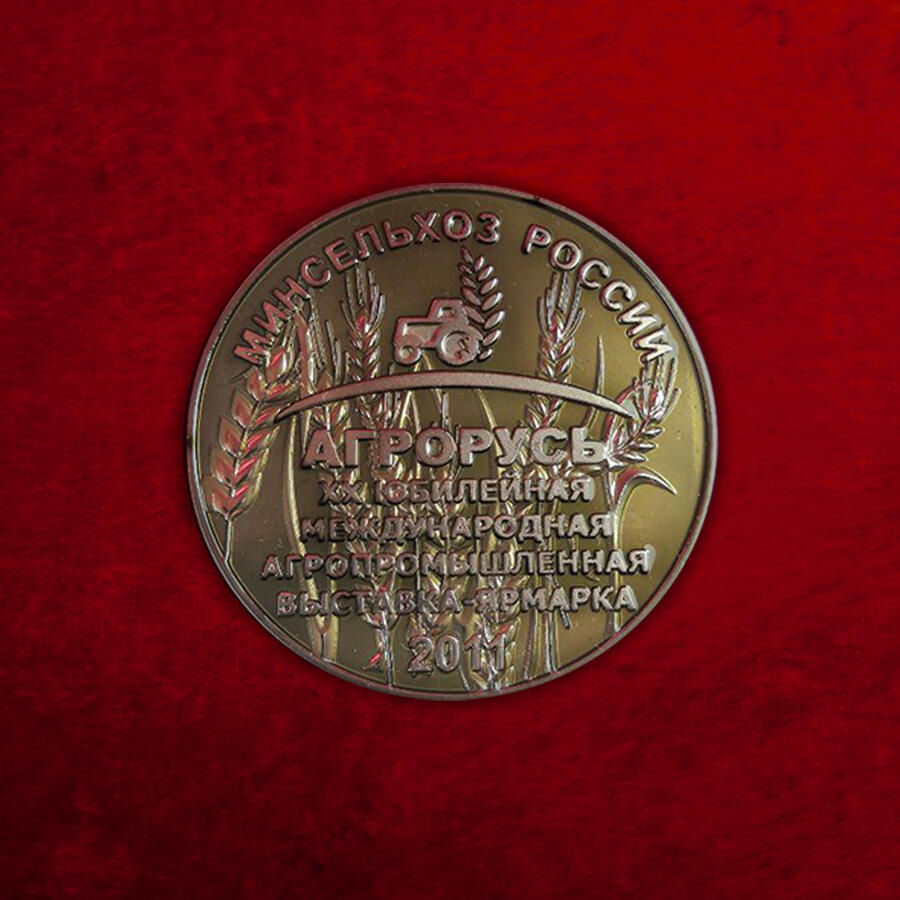 МИНСЕЛЬХОЗ РОССИИ
АГРОРУСЬ
XX ЮБИЛЕЙНАЯ
МЕЖДУНАРОДНАЯ
АГРОПРОМЫШЛЕННАЯ
ВЫСТАВКА-ЯРМАРКА
2011